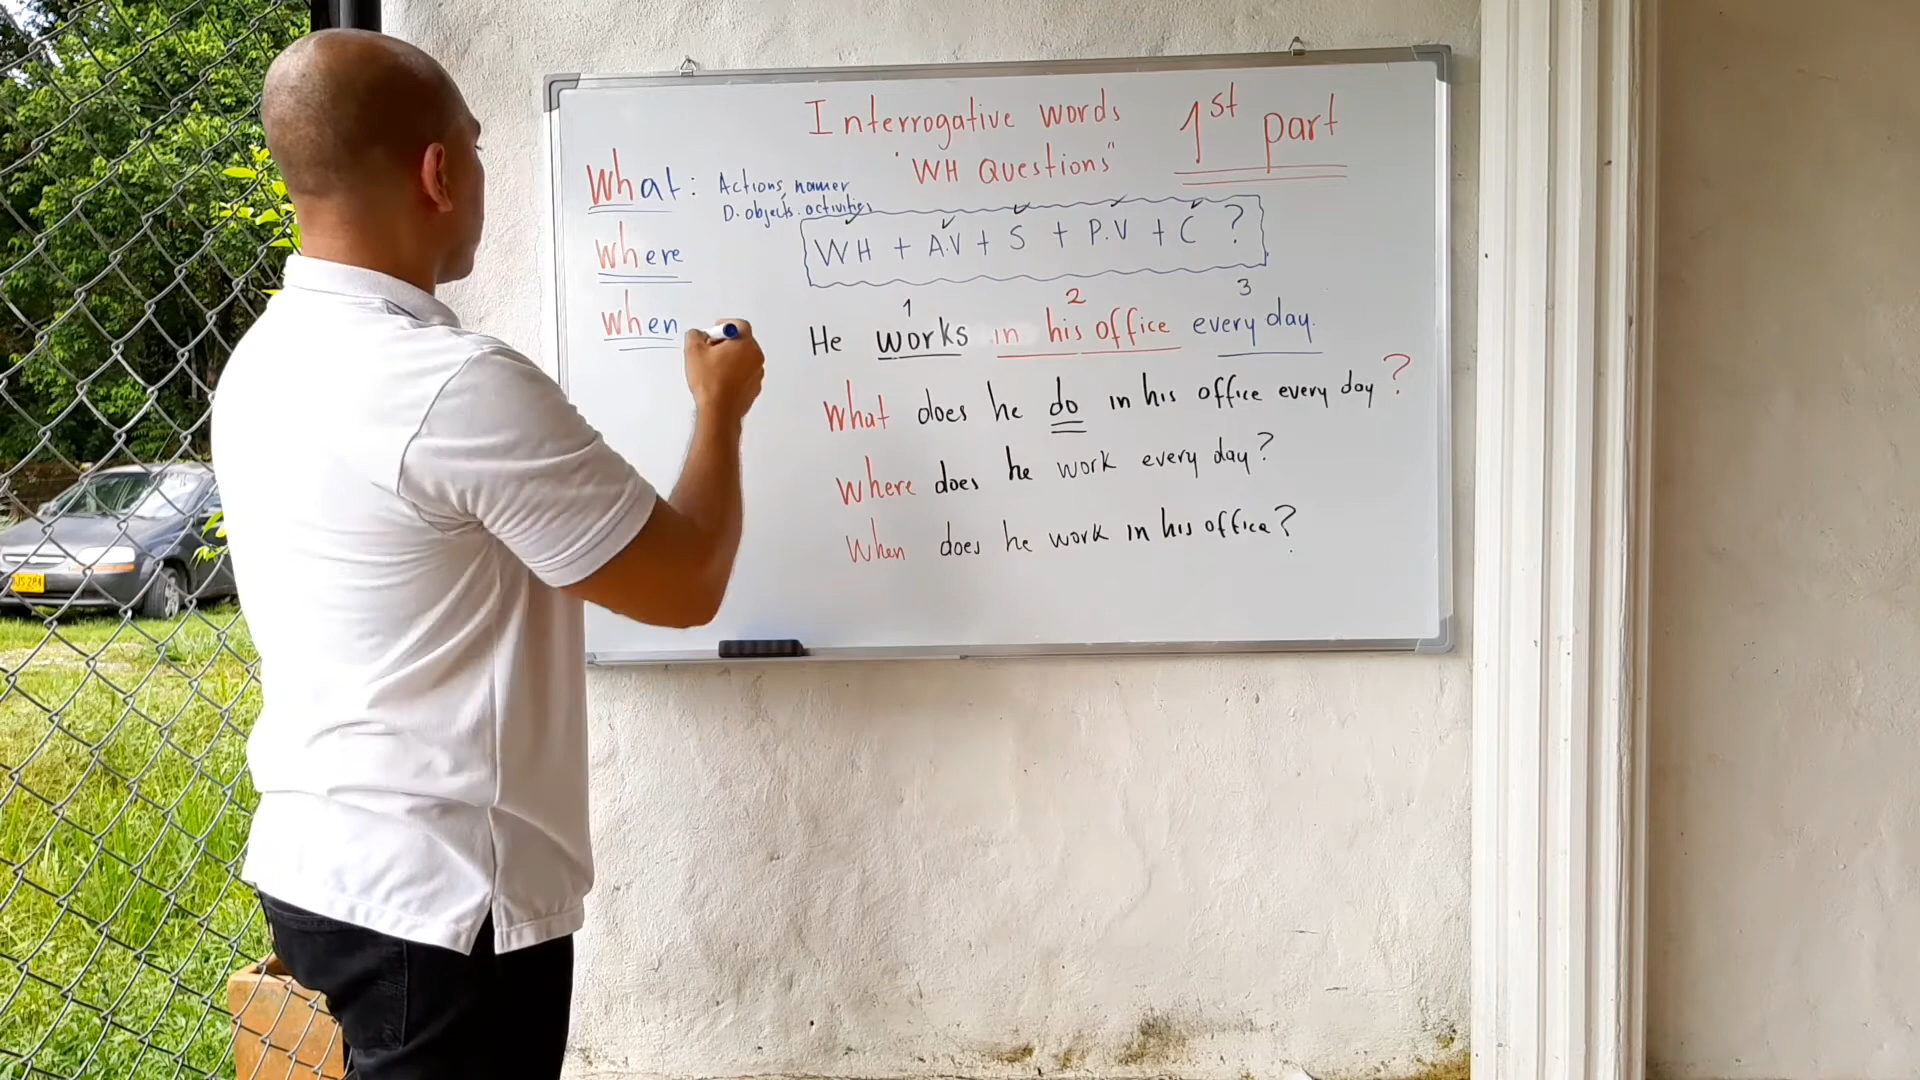 Interrogative words
"WH Questions"
1st part
What: Actions, namer
D. objects. activities
Where
When
WH + A.V + S + P.V + C ?
1 2 3
He works in his office every day.
What does he do in his office every day?
Where does he work every day?
When does he work in his office?